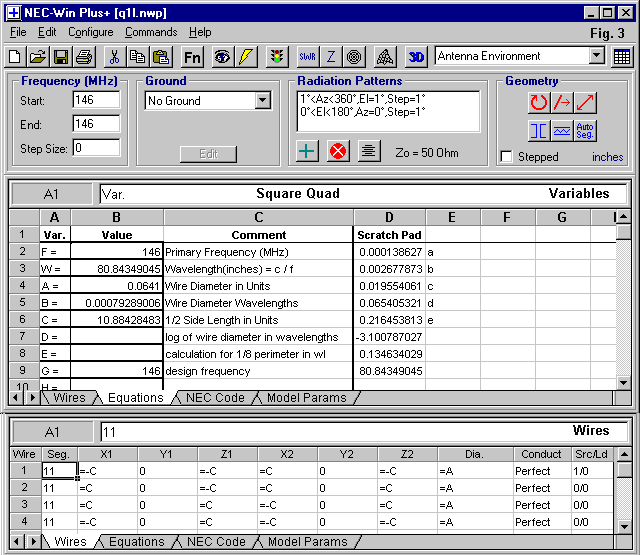 NEC-Win Plus+ [q1l.nwp]
File Edit Configure Commands Help Fig. 3
Fn SWR Z 3D Antenna Environment
Frequency (MHz) Ground Radiation Patterns Geometry
Start: 146 No Ground 1°<Az<360°,El=1°,Step=1°
End: 146 0°<El<180°,Az=0°,Step=1°
Step Size: 0 Edit Zo = 50 Ohm Auto Seg.
Stepped inches
A1 Var. Square Quad Variables
A B C D E F G I
1 Var. Value Comment Scratch Pad
2 F = 146 Primary Frequency (MHz) 0.000138627 a
3 W = 80.84349045 Wavelength(inches) = c / f 0.002677873 b
4 A = 0.0641 Wire Diameter in Units 0.019554061 c
5 B = 0.00079289006 Wire Diameter Wavelengths 0.065405321 d
6 C = 10.88428483 1/2 Side Length in Units 0.216453813 e
7 D = log of wire diameter in wavelengths -3.100787027
8 E = calculation for 1/8 perimeter in wl 0.134634029
9 G = 146 design frequency 80.84349045
10 H =
Wires Equations NEC Code Model Params
A1 11 Wires
Wire Seg. X1 Y1 Z1 X2 Y2 Z2 Dia. Conduct Src/Ld
1 11 =-C 0 =-C =C 0 =-C =A Perfect 1/0
2 11 =C 0 =-C =C 0 =C =A Perfect 0/0
3 11 =C 0 =C =-C 0 =C =A Perfect 0/0
4 11 =-C 0 =C =-C 0 =-C =A Perfect 0/0
Wires Equations NEC Code Model Params